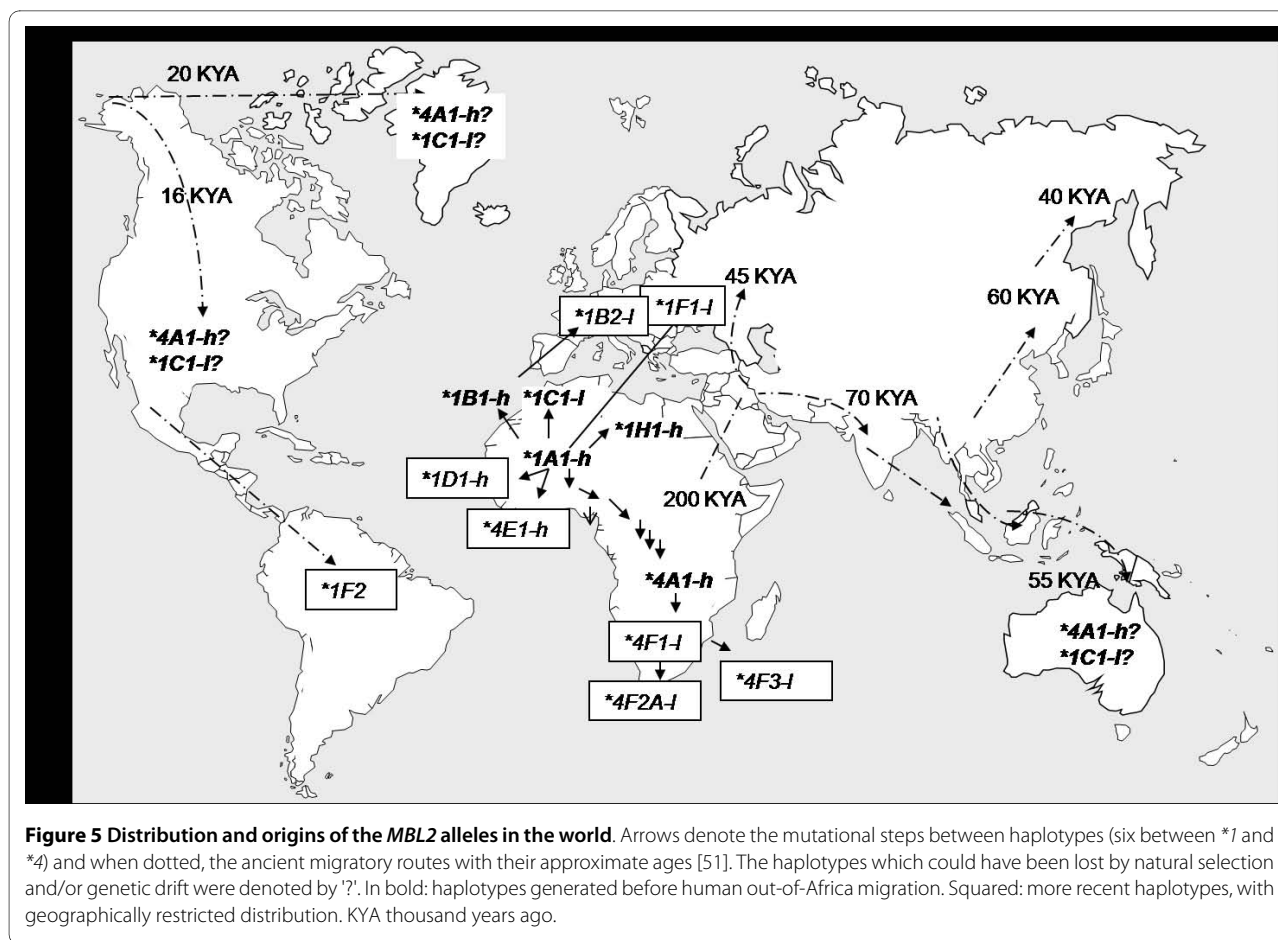 20 KYA
*4A1-h?
*1C1-l?
16 KYA
40 KYA
45 KYA
60 KYA
*1B2-l
*1F1-l
*4A1-h?
*1C1-l?
*1B1-h *1C1-l
70 KYA
*1H1-h
*1A1-h
*1D1-h
200 KYA
*4E1-h
*4A1-h
*1F2
55 KYA
*4F1-l
*4A1-h?
*1C1-l?
*4F3-l
*4F2A-l
Figure 5 Distribution and origins of the MBL2 alleles in the world. Arrows denote the mutational steps between haplotypes (six between *1 and
*4) and when dotted, the ancient migratory routes with their approximate ages [51]. The haplotypes which could have been lost by natural selection
and/or genetic drift were denoted by '?'. In bold: haplotypes generated before human out-of-Africa migration. Squared: more recent haplotypes, with
geographically restricted distribution. KYA thousand years ago.